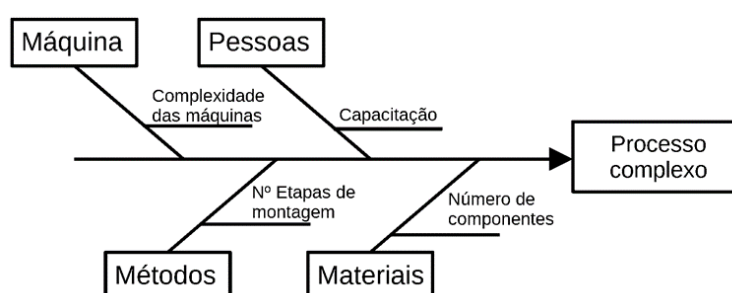 Máquina
Pessoas
Complexidade
das máquinas
Capacitação
Processo
complexo
Nº Etapas de
montagem
Número de
componentes
Métodos
Materiais